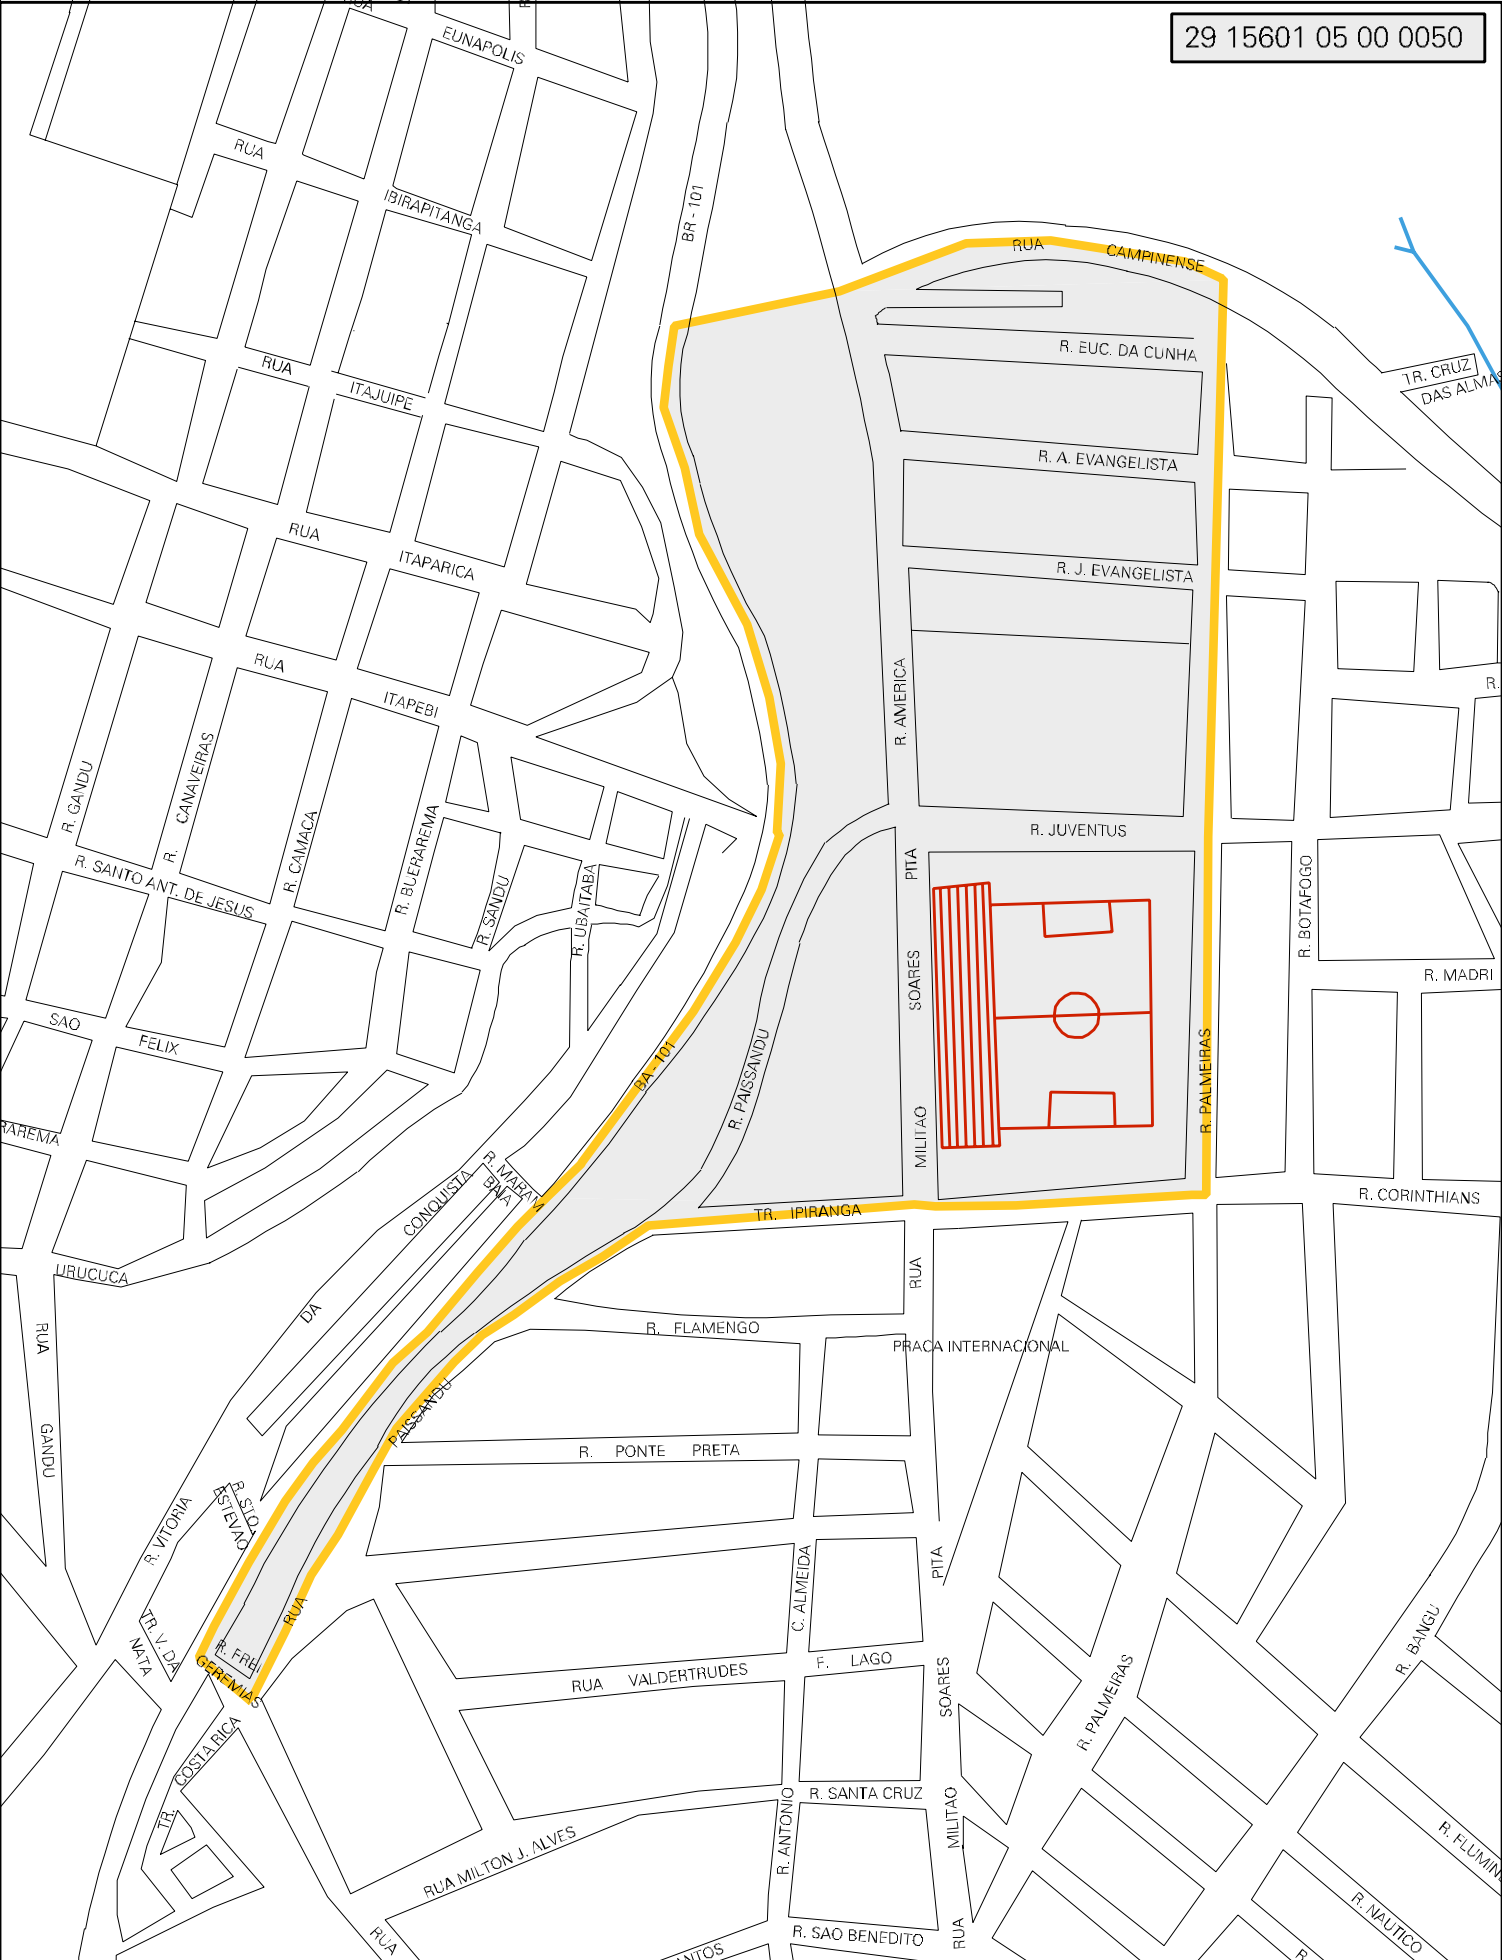 29 15601 05 00 0050
EUNAPOLIS
RUA
IBIRAPITANGA
BR - 101
RUA
CAMPINENSE
RUA
ITAJUIPE
R. EUC. DA CUNHA
TR. CRUZ
DAS ALMAS
R. A. EVANGELISTA
RUA
ITAPARICA
R. J. EVANGELISTA
RUA
ITAPEBI
R. AMERICA
R.
R. GANDU
R. CANAVEIRAS
R. CAMACA
R. BUERAREMA
R. SANDU
R. UBAITABA
R. SANTO ANT. DE JESUS
R. JUVENTUS
PITA
SOARES
MILITAO
R. BOTAFOGO
R. MADRI
SAO
FELIX
BA - 101
R. PAISSANDU
R. PALMEIRAS
RAREMA
R. MARAM
BAIA
CONQUISTA
DA
R. VITORIA
R. CORINTHIANS
TR. IPIRANGA
URUCUCA
RUA
GANDU
RUA
R. FLAMENGO
PRACA INTERNACIONAL
PAISSANDU
RUA
R. PONTE PRETA
R. STO.
ESTEVAO
C. ALMEIDA
R. ANTONIO
PITA
SOARES
MILITAO
RUA
TR. V. DA
NATA
R. FREI
GEREMIAS
F. LAGO
RUA VALDERTRUDES
R. BANGU
R. PALMEIRAS
TR. COSTA RICA
R. SANTA CRUZ
RUA MILTON J. ALVES
R. FLUMIN
R. NAUTICO
R. SAO BENEDITO
RUA
ANTOS
R.